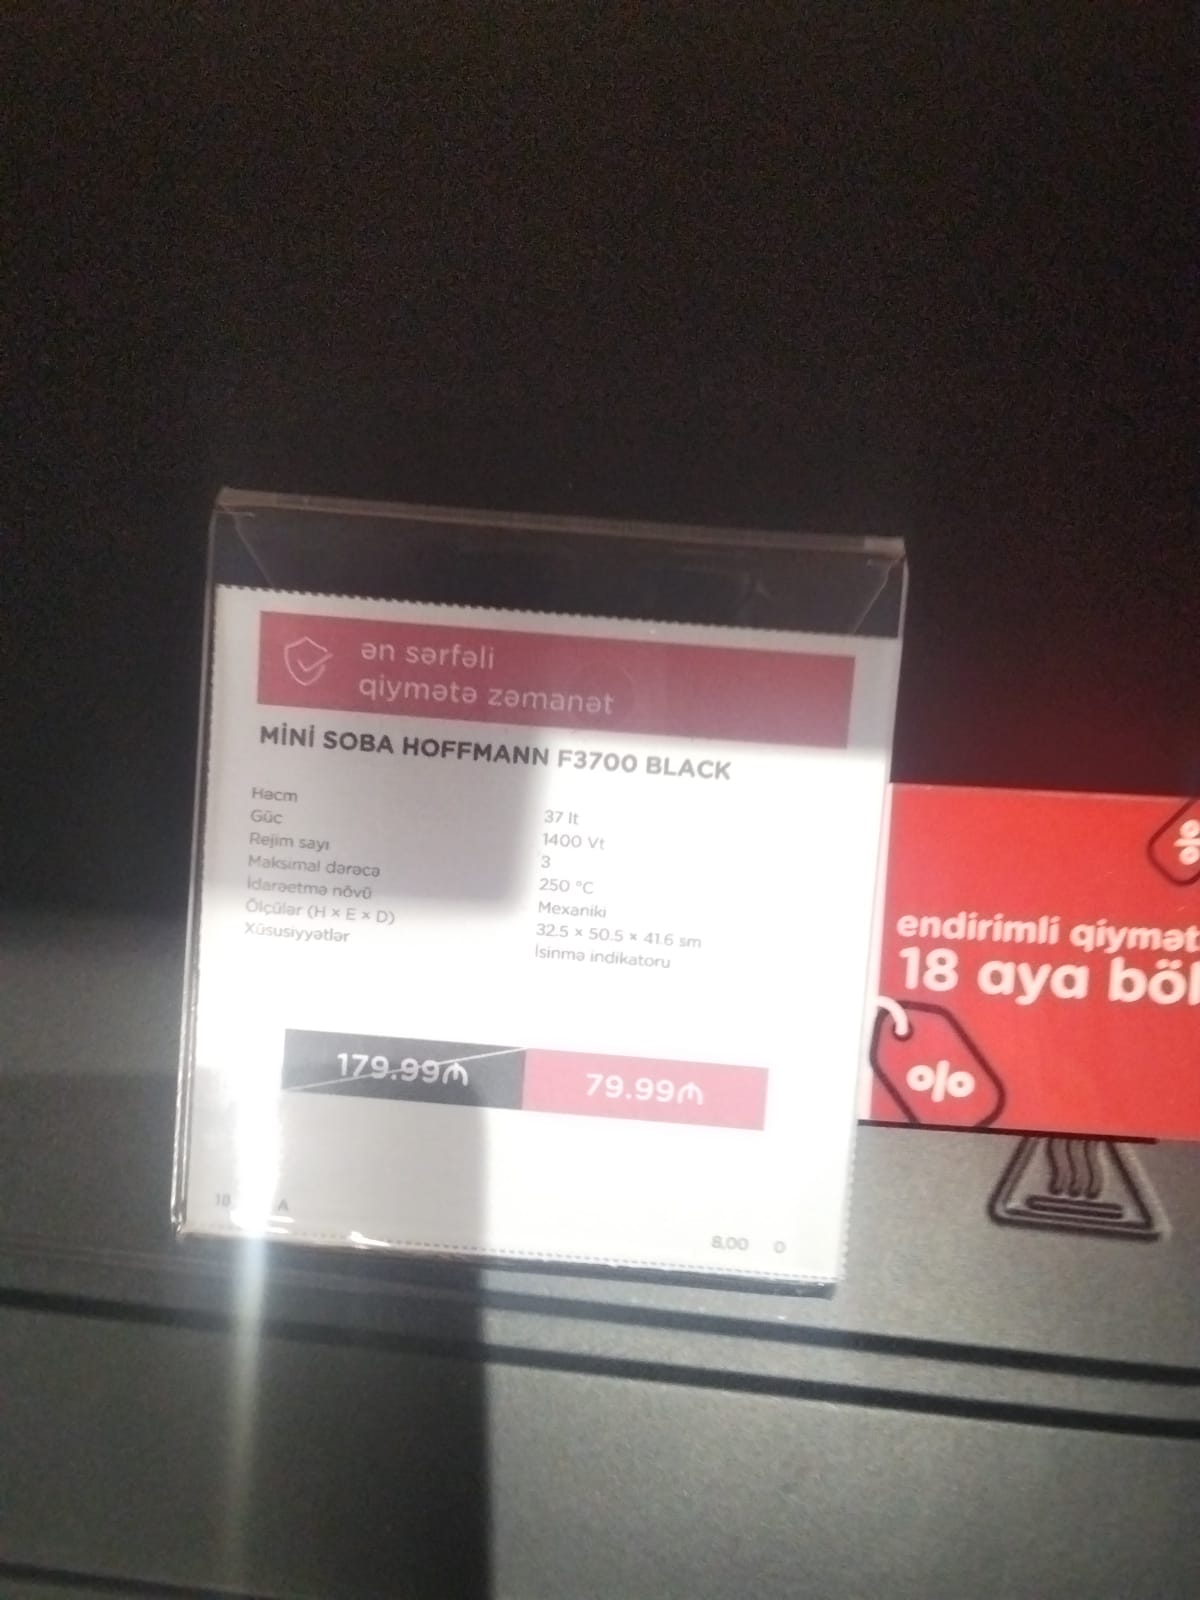 ən sərfəli
qiymətə zəmanət
MİNİ SOBA HOFFMANN F3700 BLACK
Həcm 37 lt
Güc 1400 Vt
Rejim sayı 3
Maksimal dərəcə 250 °C
İdarəetmə növü Mexaniki
Ölçülər (H × E × D) 32.5 × 50.5 × 41.6 sm
Xüsusiyyətlər İsinmə indikatoru
179.99₼ 79.99₼
A
8,00 0
%
endirimli qiymət
18 aya böl
%